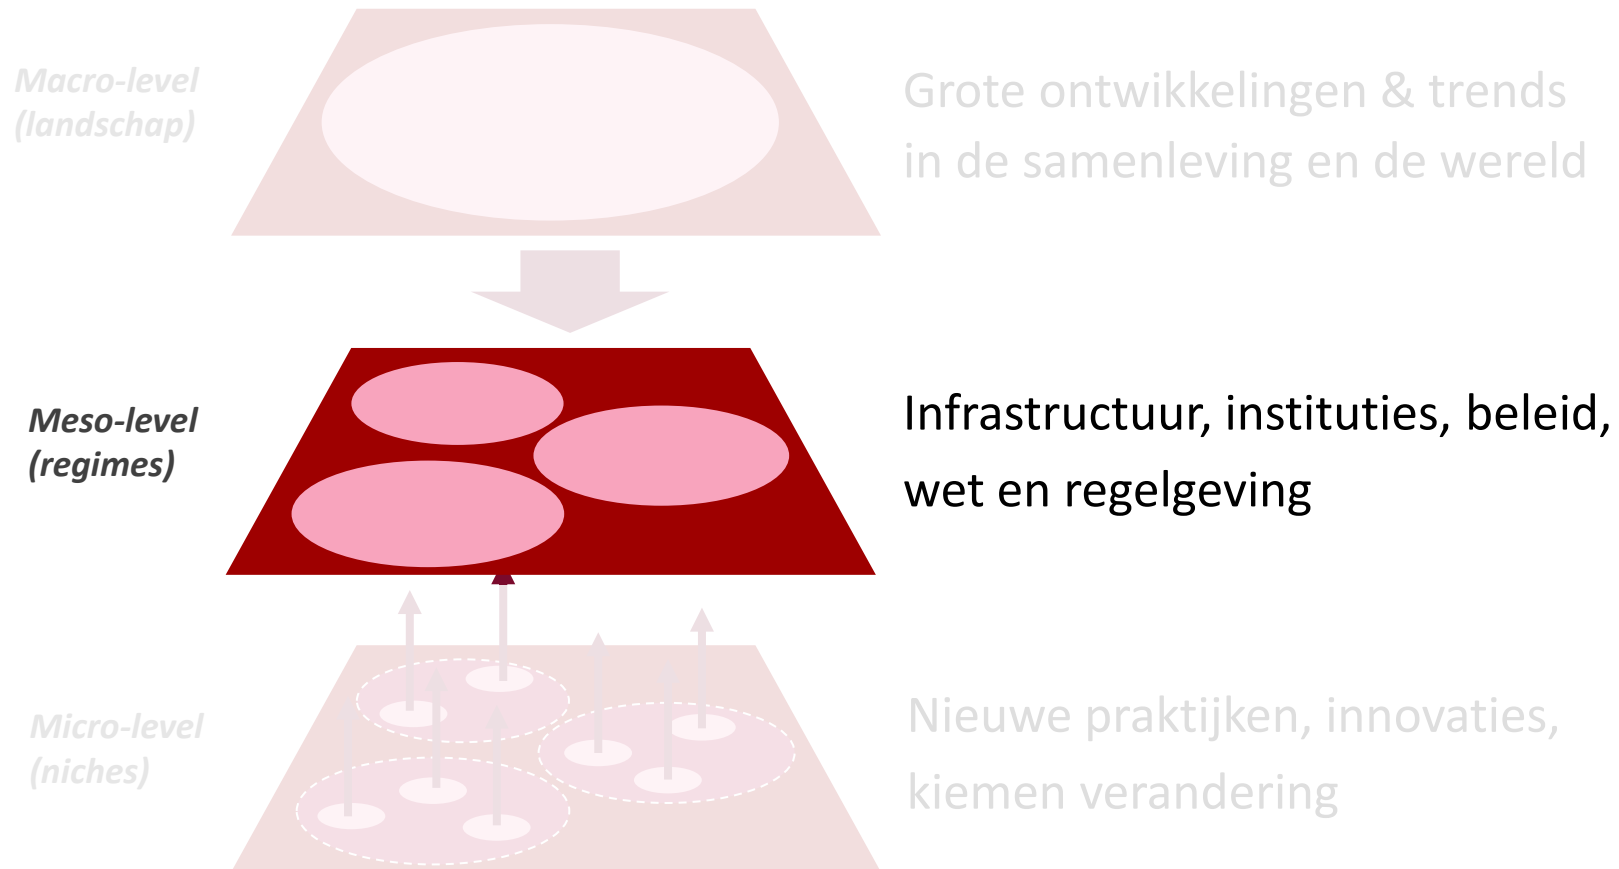 Macro-level
(landschap)
Grote ontwikkelingen & trends
in de samenleving en de wereld
Meso-level
(regimes)
Infrastructuur, instituties, beleid,
wet en regelgeving
Micro-level
(niches)
Nieuwe praktijken, innovaties,
kiemen verandering